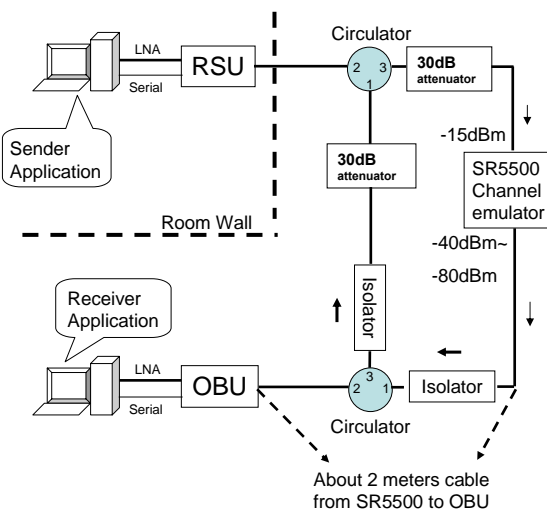 Circulator
LNA
Serial
RSU
2 3
1
30dB
attenuator
Sender
Application
-15dBm
30dB
attenuator
SR5500
Channel
emulator
Room Wall
-40dBm~
-80dBm
Receiver
Application
Isolator
LNA
Serial
OBU
3
2 1
Isolator
Circulator
About 2 meters cable
from SR5500 to OBU